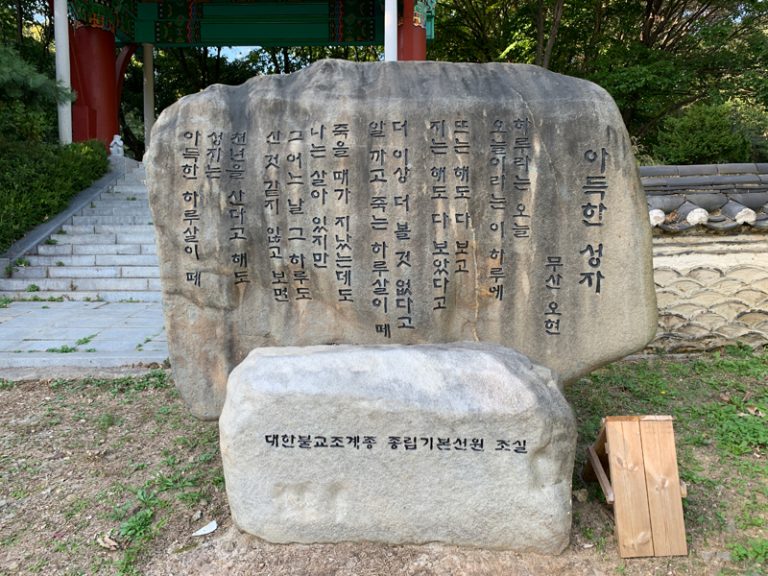 아득한 성자
무산 오현
하루라는 오늘
오늘이라는 이 하루에
뜨는 해도 다 보고
지는 해도 다 보았다고
더 이상 더 볼 것 없다고
알 까고 죽는 하루살이 떼
죽을 때가 지났는데도
나는 살아 있지만
그 어느 날 그 하루도
산 것 같지 않고 보면
천년을 산다고 해도
성자는
아득한 하루살이 떼
대한불교조계종 종립기본선원 조실